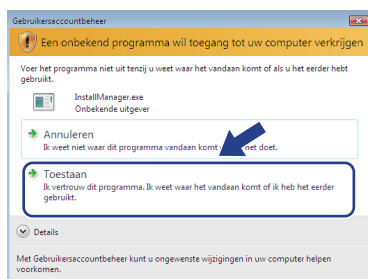 Gebruikersaccountbeheer
Een onbekend programma wil toegang tot uw computer verkrijgen
Voer het programma niet uit tenzij u weet waar het vandaan komt of als u het eerder hebt
gebruikt.
InstallManager.exe
Onbekende uitgever
Annuleren
Ik weet niet waar dit programma vandaan komt het doet.
Toestaan
Ik vertrouw dit programma. Ik weet waar het vandaan komt of ik heb het eerder
gebruikt.
Details
Met Gebruikersaccountbeheer kunt u ongewenste wijzigingen in uw computer helpen
voorkomen.